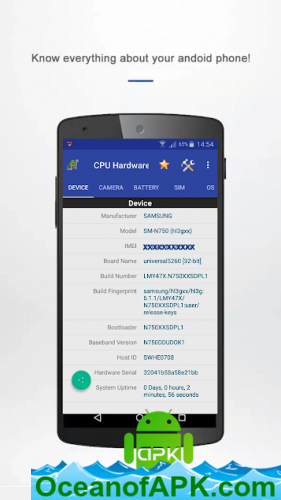 Know everything about your andoid phone!
65% 14:54
CPU Hardware
DEVICE CAMERA BATTERY SIM OS
Device
Manufacturer SAMSUNG
Model SM-N750 (hl3gxx)
IMEI
Board Name universal5260 [32-bit]
Build Number LMY47X.N750XXSDPL1
Build Fingerprint samsung/hl3gxx/hl3g:
5.1.1/LMY47X/
N750XXSDPL1:user/
release-keys
Bootloader N750XXSDPL1
Baseband Version N750DDUDOK1
Host ID SWHE0708
Hardware Serial 32041b58a58e21bb
System Uptime 0 Days, 0 hours, 2
minutes, 56 seconds
APK
OceanofAPK.com